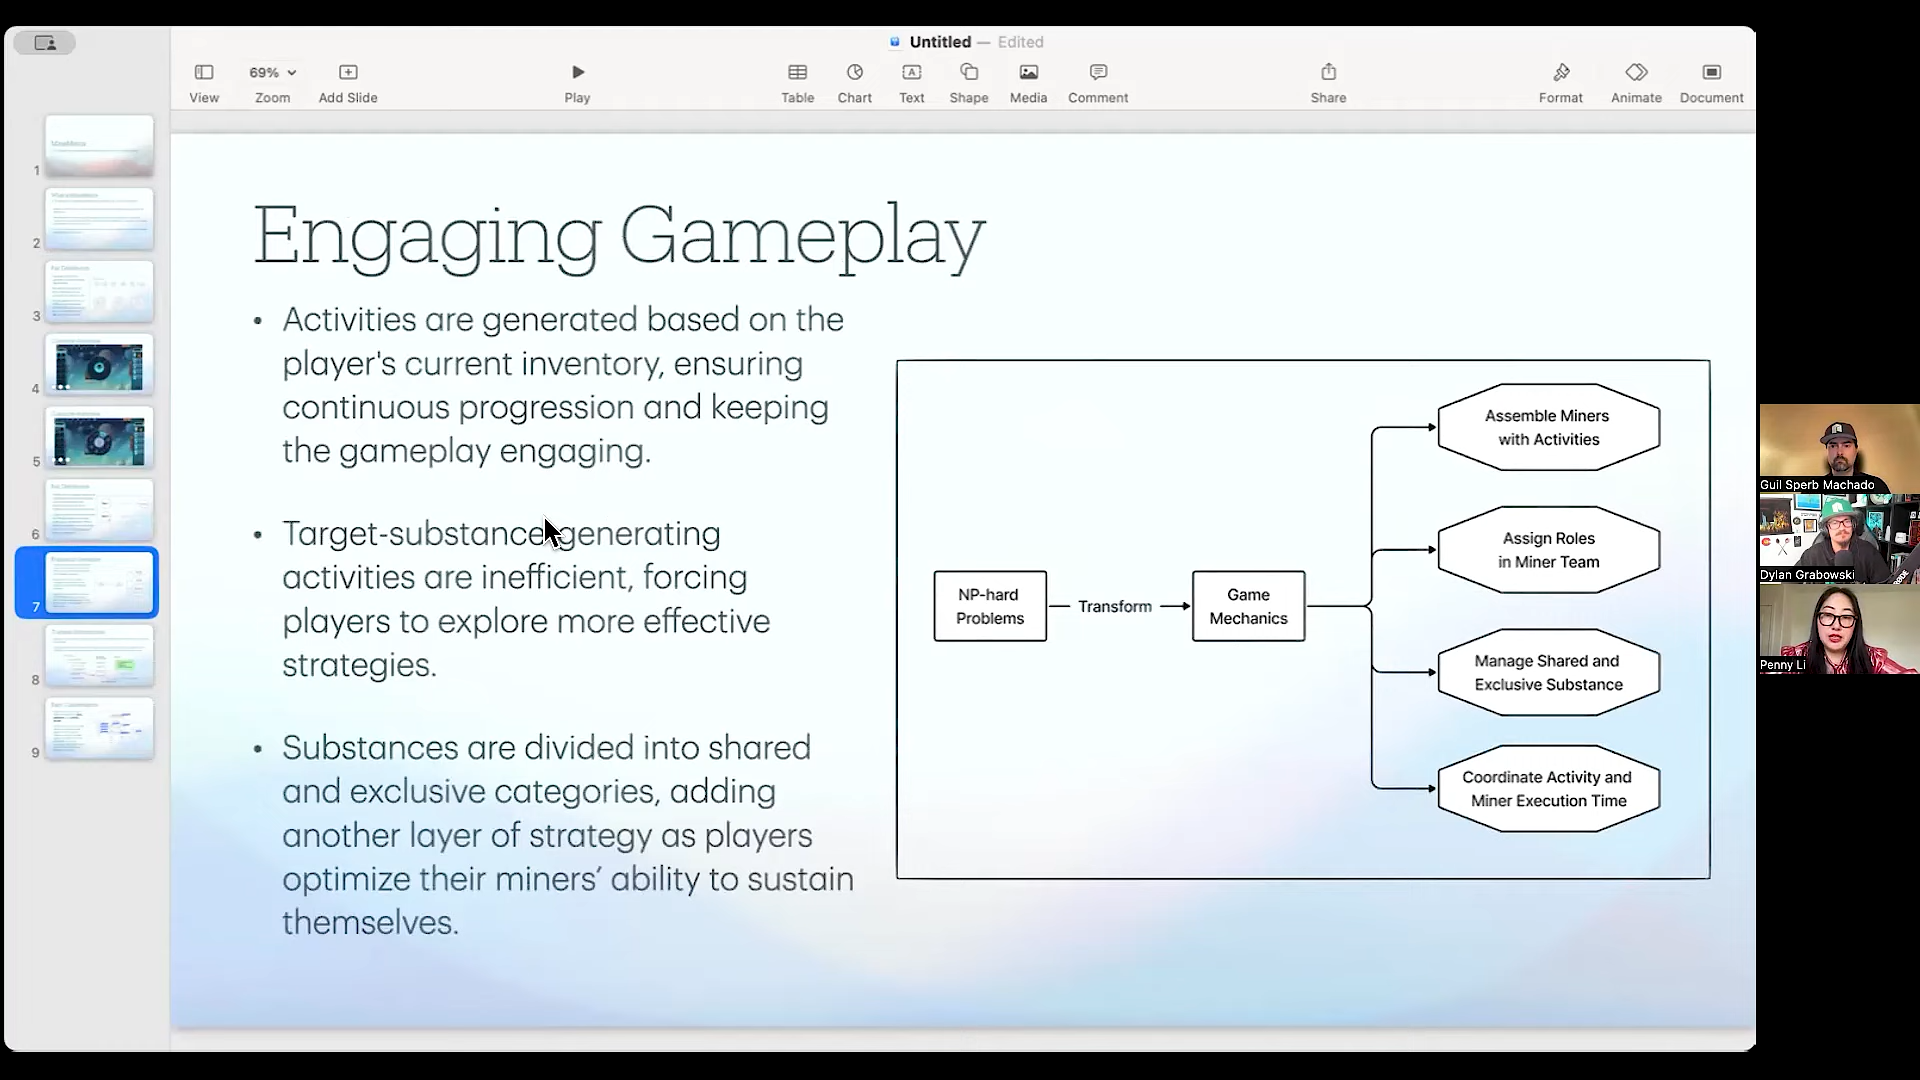 Untitled — Edited
View
69%
Zoom
Add Slide
Play
Table
Chart
Text
Shape
Media
Comment
Share
Format
Animate
Document
1
2
3
4
5
6
7
8
9
Engaging Gameplay
• Activities are generated based on the
player's current inventory, ensuring
continuous progression and keeping
the gameplay engaging.
• Target-substance generating
activities are inefficient, forcing
players to explore more effective
strategies.
• Substances are divided into shared
and exclusive categories, adding
another layer of strategy as players
optimize their miners’ ability to sustain
themselves.
NP-hard
Problems
Transform
Game
Mechanics
Assemble Miners
with Activities
Assign Roles
in Miner Team
Manage Shared and
Exclusive Substance
Coordinate Activity and
Miner Execution Time
Guil Sperb Machado
Dylan Grabowski
Penny Li